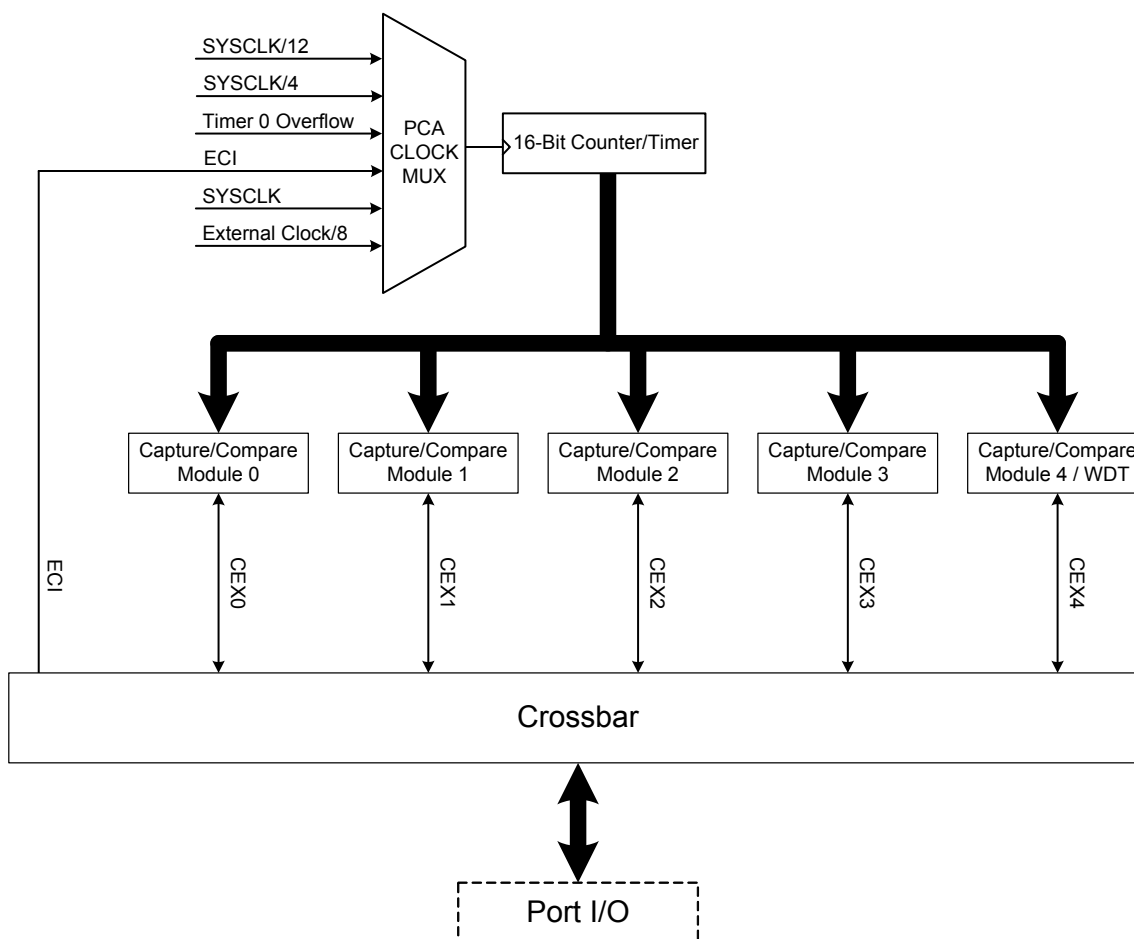 SYSCLK/12
SYSCLK/4
Timer 0 Overflow
ECI
SYSCLK
External Clock/8
PCA
CLOCK
MUX
16-Bit Counter/Timer
Capture/Compare
Module 0
Capture/Compare
Module 1
Capture/Compare
Module 2
Capture/Compare
Module 3
Capture/Compare
Module 4 / WDT
ECI
CEX0
CEX1
CEX2
CEX3
CEX4
Crossbar
Port I/O